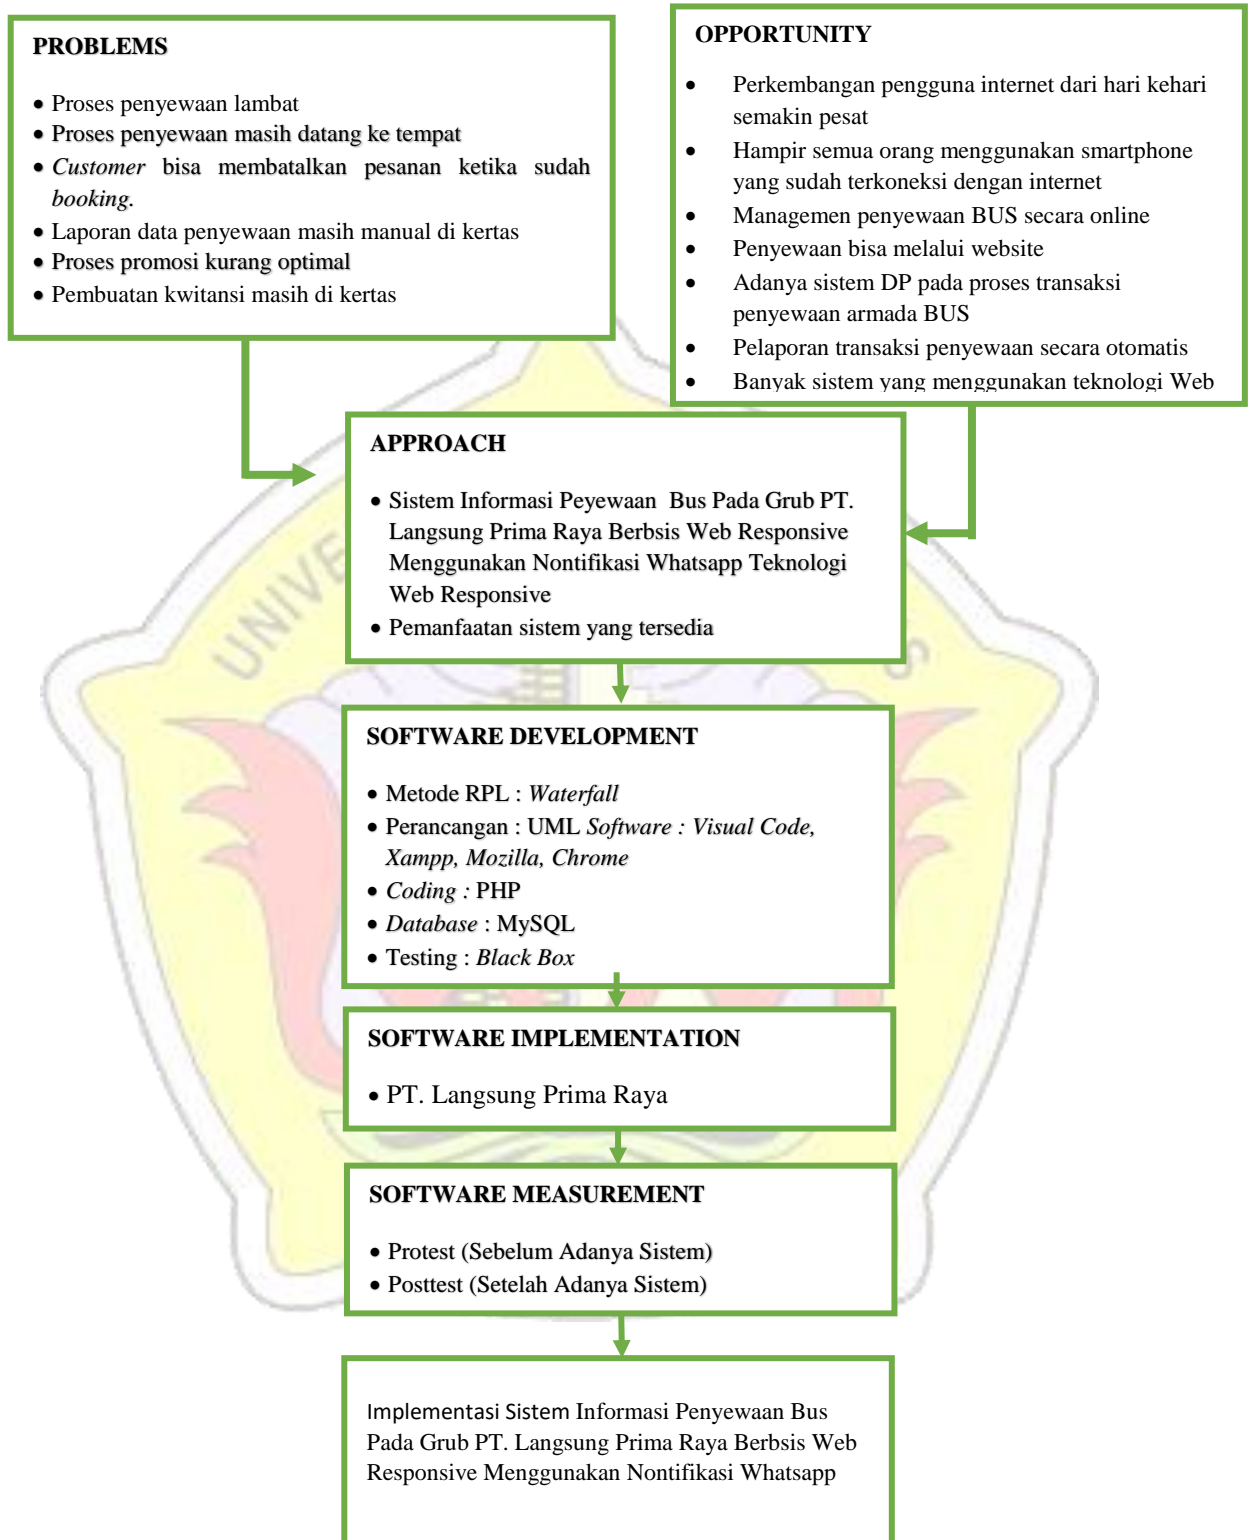 PROBLEMS
• Proses penyewaan lambat
• Proses penyewaan masih datang ke tempat
• Customer bisa membatalkan pesanan ketika sudah
booking.
• Laporan data penyewaan masih manual di kertas
• Proses promosi kurang optimal
• Pembuatan kwitansi masih di kertas
OPPORTUNITY
• Perkembangan pengguna internet dari hari kehari
semakin pesat
• Hampir semua orang menggunakan smartphone
yang sudah terkoneksi dengan internet
• Managemen penyewaan BUS secara online
• Penyewaan bisa melalui website
• Adanya sistem DP pada proses transaksi
penyewaan armada BUS
• Pelaporan transaksi penyewaan secara otomatis
• Banyak sistem yang menggunakan teknologi Web
APPROACH
• Sistem Informasi Peyewaan Bus Pada Grub PT.
Langsung Prima Raya Berbsis Web Responsive
Menggunakan Nontifikasi Whatsapp Teknologi
Web Responsive
• Pemanfaatan sistem yang tersedia
SOFTWARE DEVELOPMENT
• Metode RPL : Waterfall
• Perancangan : UML Software : Visual Code,
Xampp, Mozilla, Chrome
• Coding : PHP
• Database : MySQL
• Testing : Black Box
SOFTWARE IMPLEMENTATION
• PT. Langsung Prima Raya
SOFTWARE MEASUREMENT
• Protest (Sebelum Adanya Sistem)
• Posttest (Setelah Adanya Sistem)
Implementasi Sistem Informasi Penyewaan Bus
Pada Grub PT. Langsung Prima Raya Berbsis Web
Responsive Menggunakan Nontifikasi Whatsapp